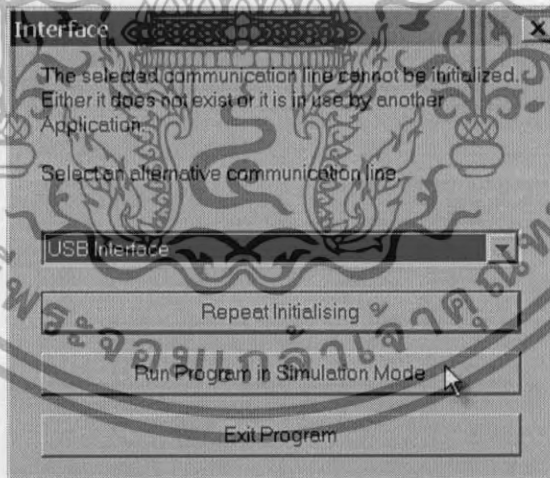 Interface
The selected communication line cannot be initialized.
Either it does not exist or it is in use by another
Application.
Select an alternative communication line.
USB Interface
Repeat Initialising
Run Program in Simulation Mode
Exit Program